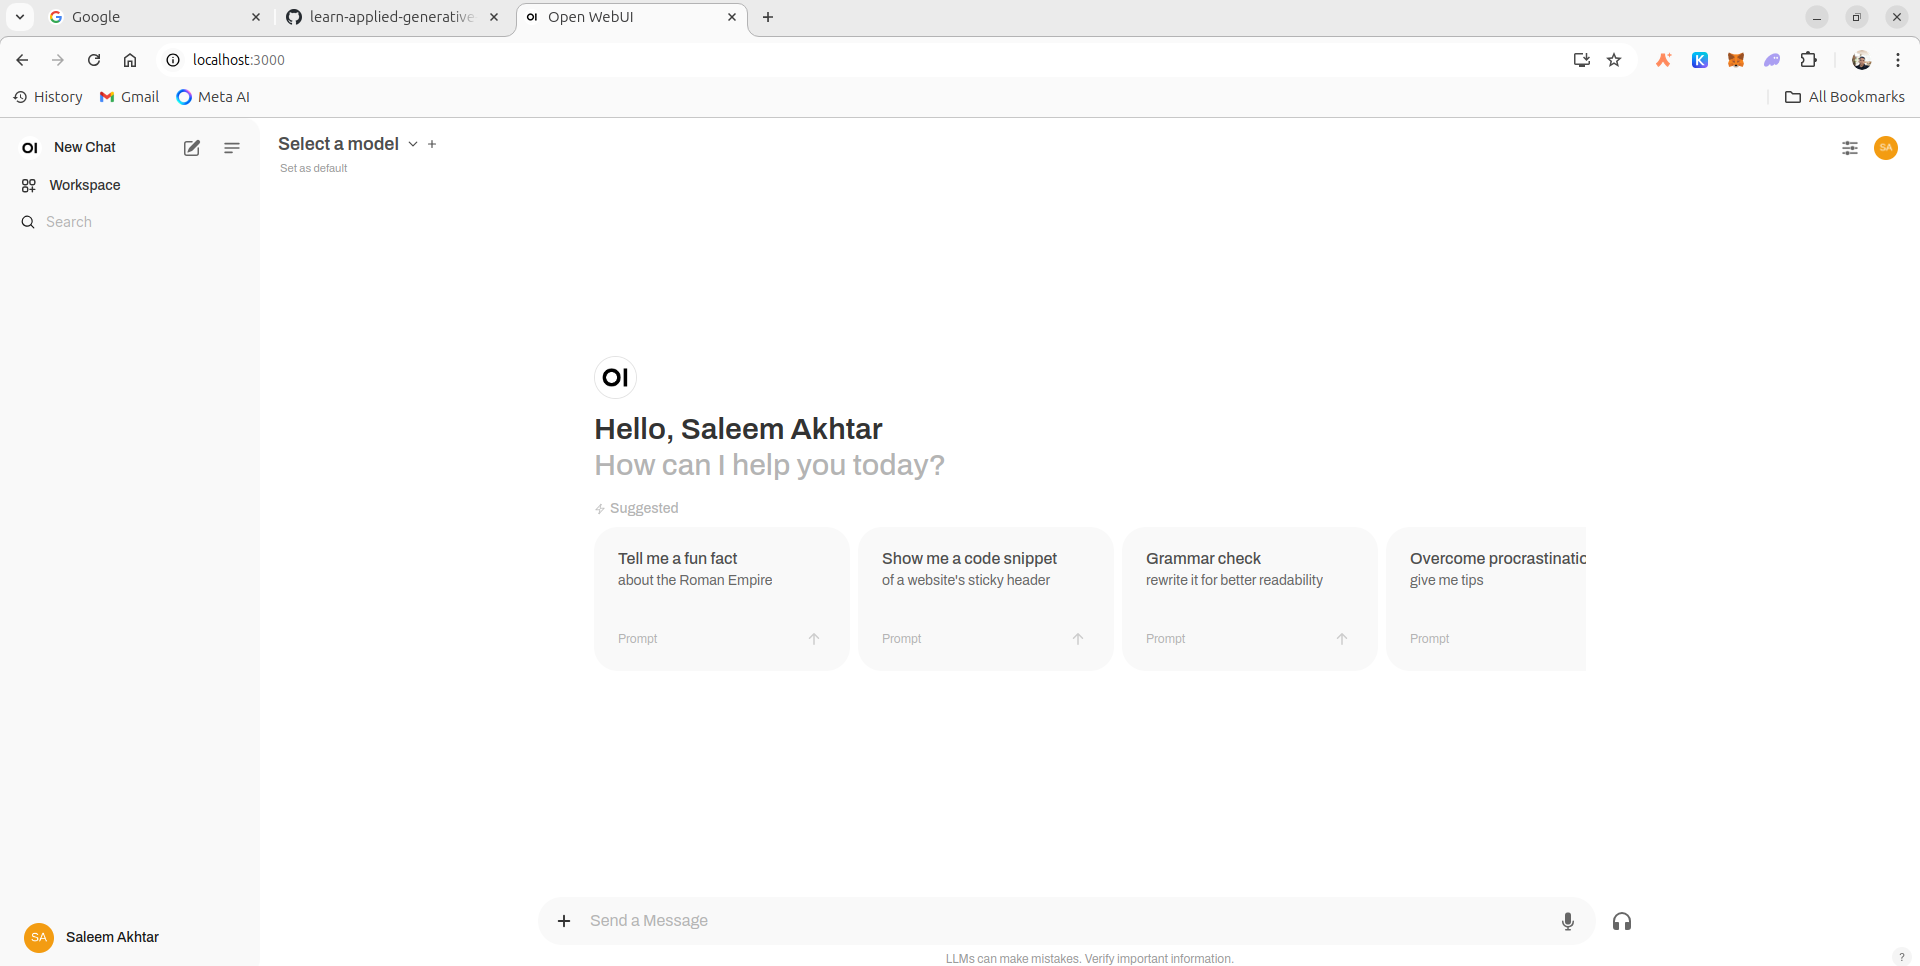 Google
learn-applied-generative
Open WebUI
localhost:3000
History
Gmail
Meta AI
All Bookmarks
OI
New Chat
Workspace
Search
Select a model
Set as default
SA
OI
Hello, Saleem Akhtar
How can I help you today?
Suggested
Tell me a fun fact
about the Roman Empire
Prompt
Show me a code snippet
of a website's sticky header
Prompt
Grammar check
rewrite it for better readability
Prompt
Overcome procrastinatio
give me tips
Prompt
Send a Message
SA
Saleem Akhtar
LLMs can make mistakes. Verify important information.
?